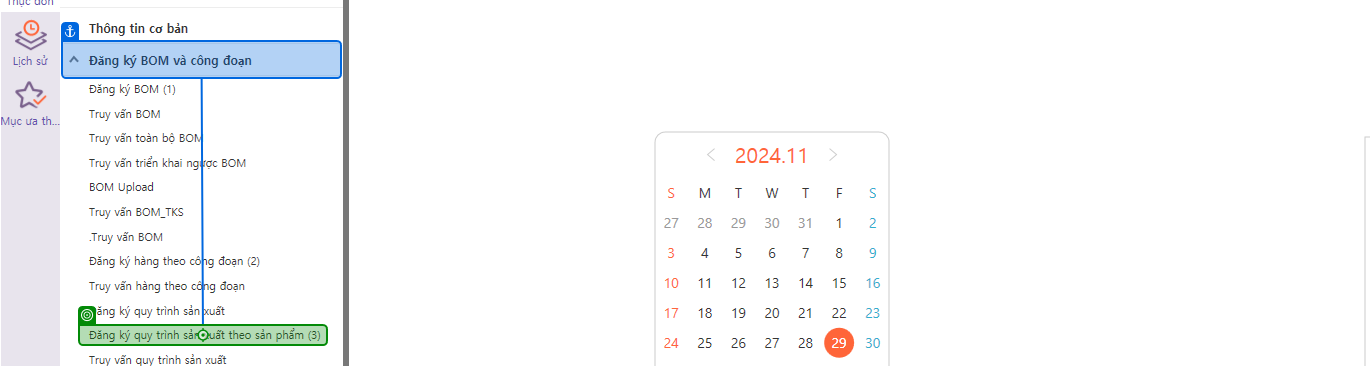 Thực đơn
Lịch sử
Mục ưa th...
Thông tin cơ bản
Đăng ký BOM và công đoạn
Đăng ký BOM (1)
Truy vấn BOM
Truy vấn toàn bộ BOM
Truy vấn triển khai ngược BOM
BOM Upload
Truy vấn BOM_TKS
.Truy vấn BOM
Đăng ký hàng theo công đoạn (2)
Truy vấn hàng theo công đoạn
Đăng ký quy trình sản xuất
Đăng ký quy trình sản xuất theo sản phẩm (3)
Truy vấn quy trình sản xuất
2024.11
S M T W T F S
27 28 29 30 31 1 2
3 4 5 6 7 8 9
10 11 12 13 14 15 16
17 18 19 20 21 22 23
24 25 26 27 28 29 30